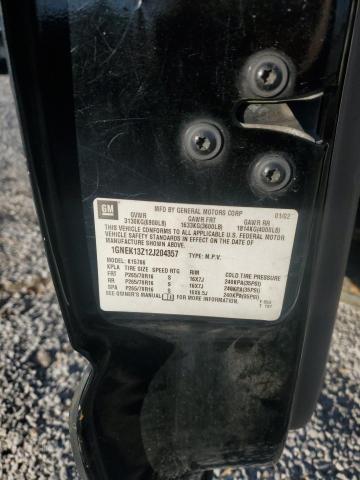 GM
MFD BY GENERAL MOTORS CORP 01/02
GVWR GAWR FRT GAWR RR
3130KG(6900LB) 1633KG(3600LB) 1814KG(4000LB)
THIS VEHICLE CONFORMS TO ALL APPLICABLE U.S. FEDERAL MOTOR
VEHICLE SAFETY STANDARDS IN EFFECT ON THE DATE OF
MANUFACTURE SHOWN ABOVE.
1GNEK13Z12J204357 TYPE: M.P.V.
MODEL: K15706
KPLA TIRE SIZE SPEED RTG RIM COLD TIRE PRESSURE
FRT P265/70R16 S 16X7J 240KPA(35PSI)
RR P265/70R16 S 16X7J 240KPA(35PSI)
SPA P265/70R16 S 16X6.5J 240KPA(35PSI)
SEE OWNER'S MANUAL FOR ADDITIONAL INFORMATION